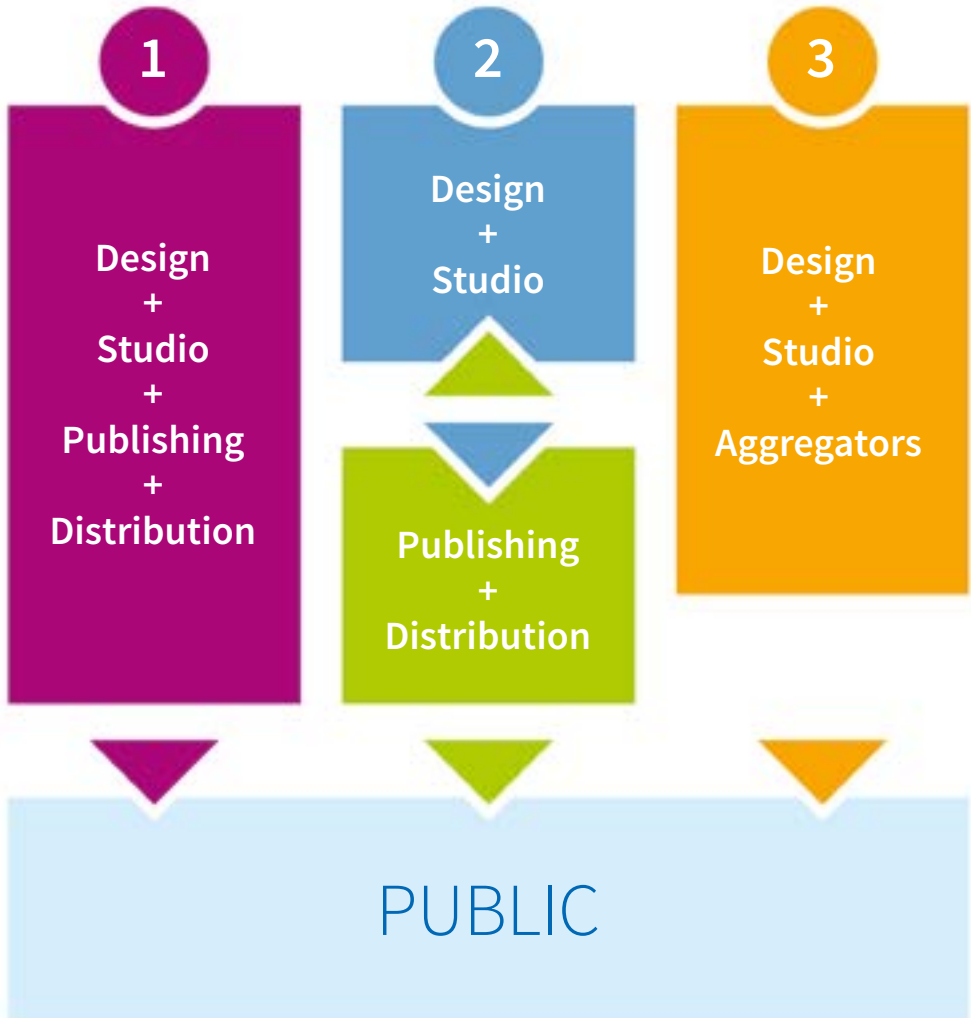 1
Design
+
Studio
+
Publishing
+
Distribution
2
Design
+
Studio
Publishing
+
Distribution
3
Design
+
Studio
+
Aggregators
PUBLIC